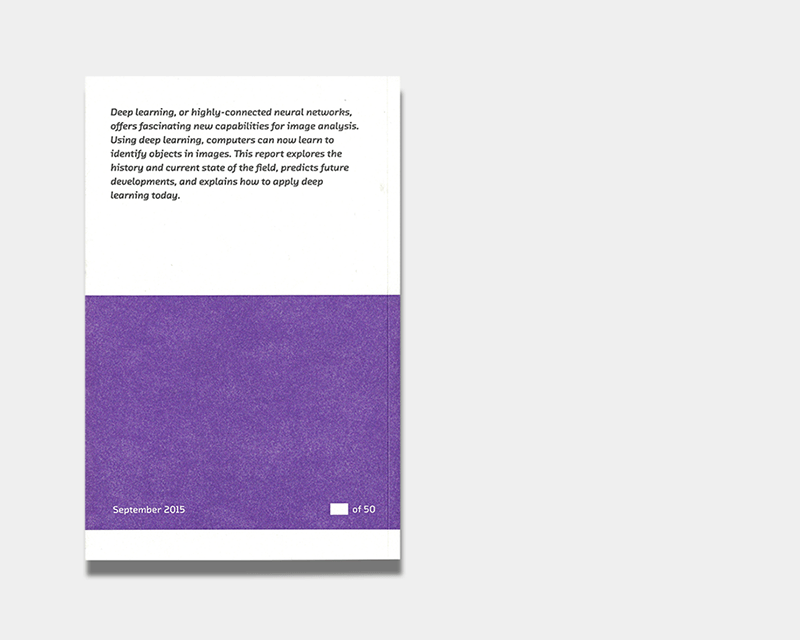 Deep learning, or highly-connected neural networks,
offers fascinating new capabilities for image analysis.
Using deep learning, computers can now learn to
identify objects in images. This report explores the
history and current state of the field, predicts future
developments, and explains how to apply deep
learning today.
September 2015
of 50